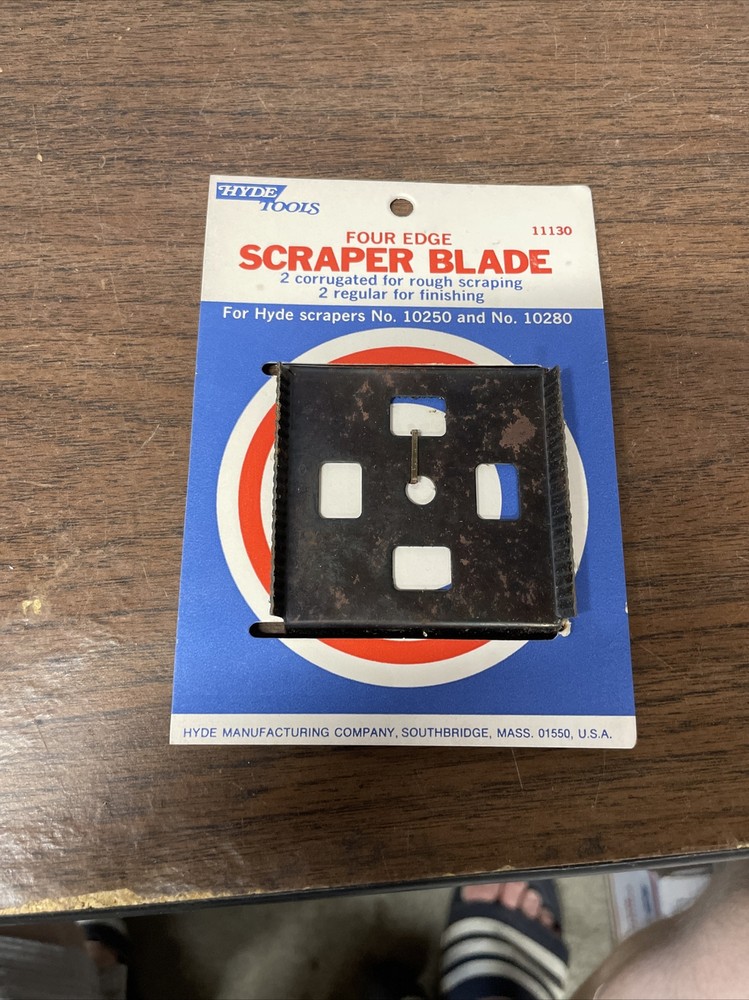 HYDE
TOOLS
11130
FOUR EDGE
SCRAPER BLADE
2 corrugated for rough scraping
2 regular for finishing
For Hyde scrapers No. 10250 and No. 10280
HYDE MANUFACTURING COMPANY, SOUTHBRIDGE, MASS. 01550, U.S.A.